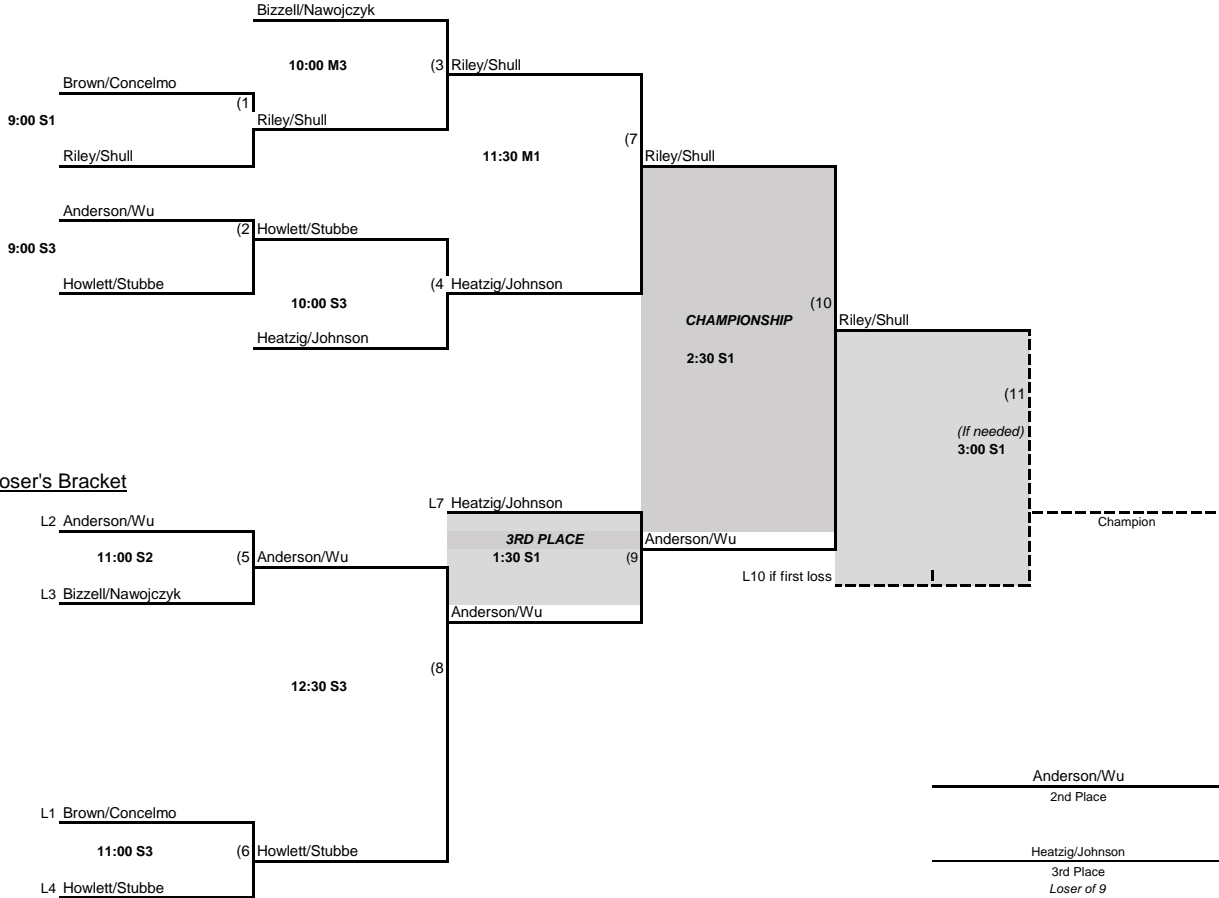 Bizzell/Nawojczyk
10:00 M3
(3 Riley/Shull
Brown/Concelmo
(1
9:00 S1
Riley/Shull
(7
Riley/Shull
11:30 M1
Riley/Shull
Anderson/Wu
(2 Howlett/Stubbe
9:00 S3
Howlett/Stubbe
(4 Heatzig/Johnson
10:00 S3
(10
CHAMPIONSHIP
Riley/Shull
Heatzig/Johnson
2:30 S1
(11
(If needed)
3:00 S1
oser's Bracket
L7 Heatzig/Johnson
L2 Anderson/Wu
Champion
3RD PLACE
Anderson/Wu
11:00 S2
(5 Anderson/Wu
1:30 S1
(9
L10 if first loss
L3 Bizzell/Nawojczyk
Anderson/Wu
(8
12:30 S3
Anderson/Wu
2nd Place
L1 Brown/Concelmo
11:00 S3
(6 Howlett/Stubbe
Heatzig/Johnson
3rd Place
L4 Howlett/Stubbe
Loser of 9